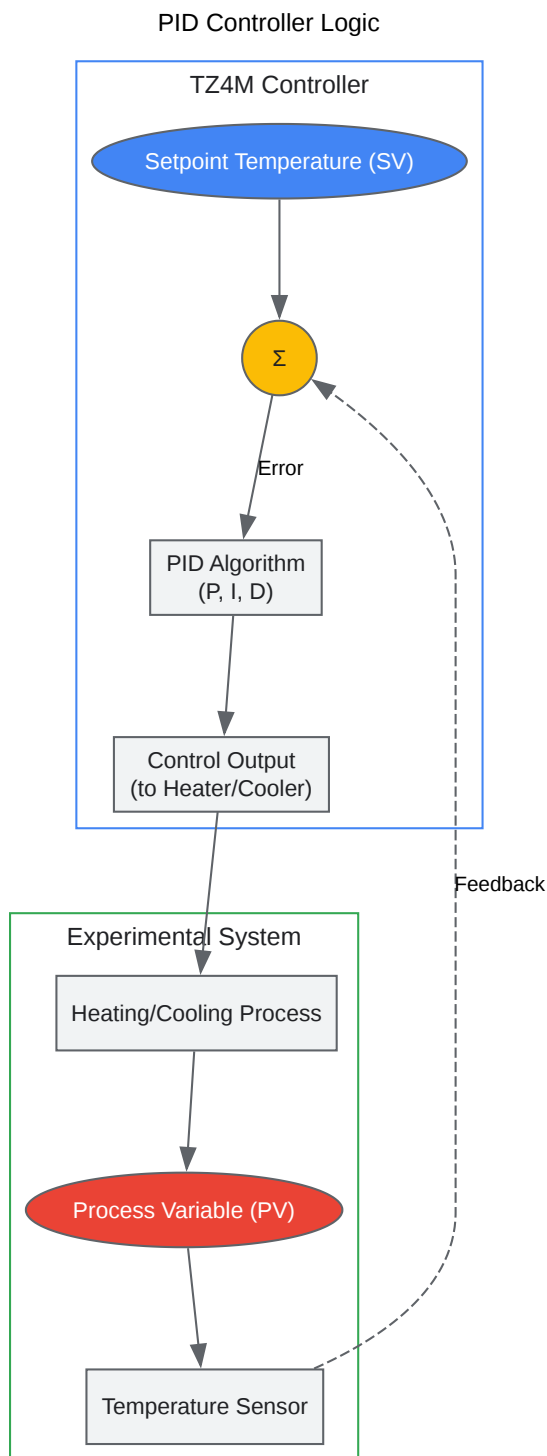 PID Controller Logic
TZ4M Controller
Setpoint Temperature (SV)
Σ
Error
PID Algorithm
(P, I, D)
Control Output
(to Heater/Cooler)
Feedback
Experimental System
Heating/Cooling Process
Process Variable (PV)
Temperature Sensor